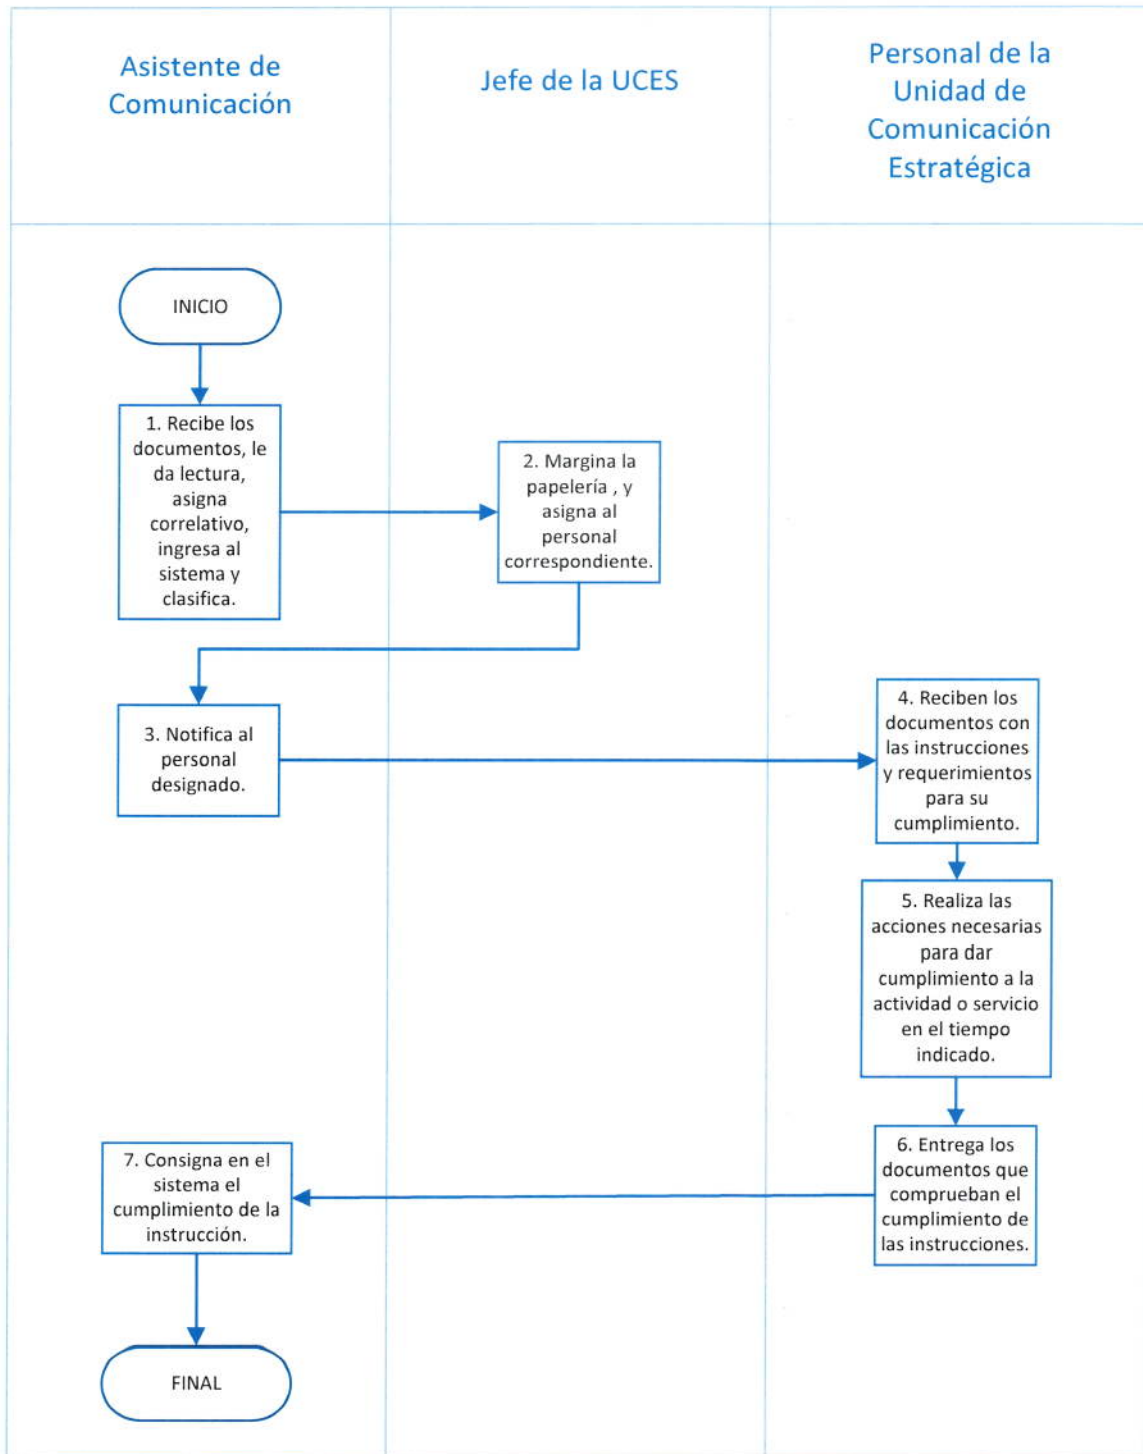 Asistente de
Comunicación
Jefe de la UCES
Personal de la
Unidad de
Comunicación
Estratégica
INICIO
1. Recibe los
documentos, le
da lectura,
asigna
correlativo,
ingresa al
sistema y
clasifica.
2. Margina la
papelería , y
asigna al
personal
correspondiente.
3. Notifica al
personal
designado.
4. Reciben los
documentos con
las instrucciones
y requerimientos
para su
cumplimiento.
5. Realiza las
acciones necesarias
para dar
cumplimiento a la
actividad o servicio
en el tiempo
indicado.
6. Entrega los
documentos que
comprueban el
cumplimiento de
las instrucciones.
7. Consigna en el
sistema el
cumplimiento de la
instrucción.
FINAL